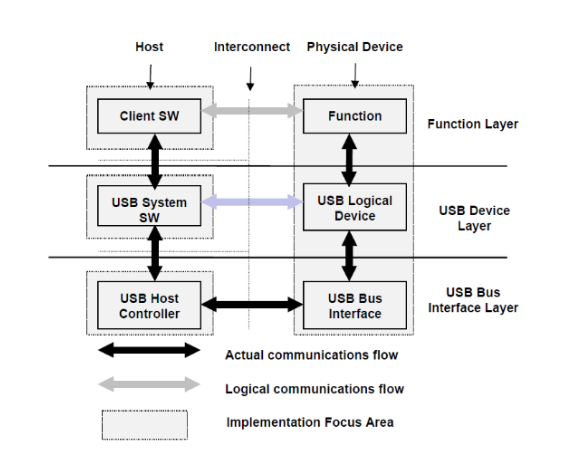 Host Interconnect Physical Device
Client SW
Function
Function Layer
USB System
SW
USB Logical
Device
USB Device
Layer
USB Host
Controller
USB Bus
Interface
USB Bus
Interface Layer
Actual communications flow
Logical communications flow
Implementation Focus Area